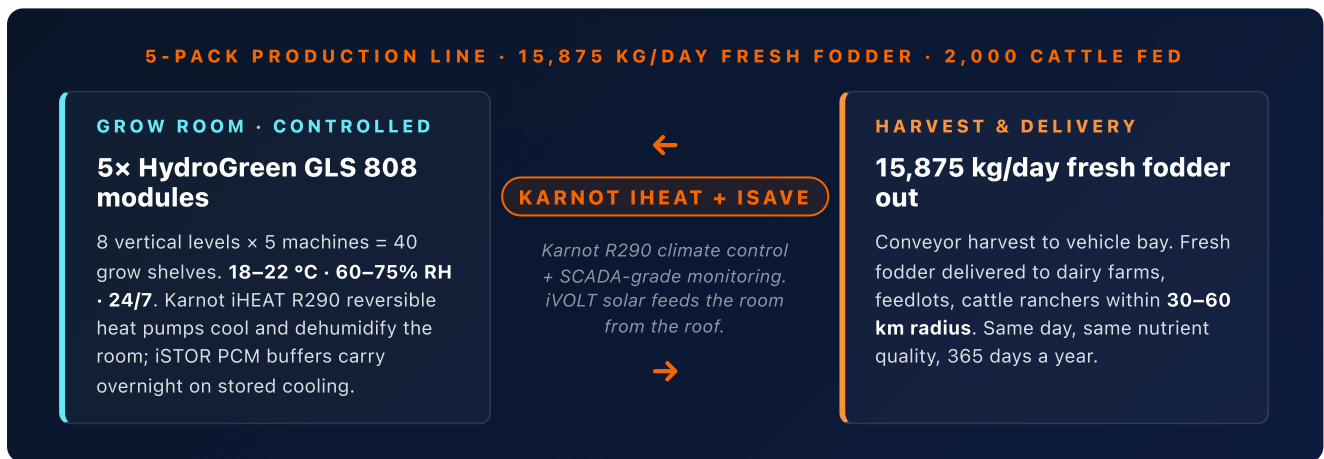 5-PACK PRODUCTION LINE · 15,875 KG/DAY FRESH FODDER · 2,000 CATTLE FED
GROW ROOM · CONTROLLED
5× HydroGreen GLS 808
modules
8 vertical levels × 5 machines = 40
grow shelves. 18–22 °C · 60–75% RH
· 24/7. Karnot iHEAT R290 reversible
heat pumps cool and dehumidify the
room; iSTOR PCM buffers carry
overnight on stored cooling.
←
KARNOT IHEAT + ISAVE
Karnot R290 climate control
+ SCADA-grade monitoring.
iVOLT solar feeds the room
from the roof.
→
HARVEST & DELIVERY
15,875 kg/day fresh fodder
out
Conveyor harvest to vehicle bay. Fresh
fodder delivered to dairy farms,
feedlots, cattle ranchers within 30–60
km radius. Same day, same nutrient
quality, 365 days a year.